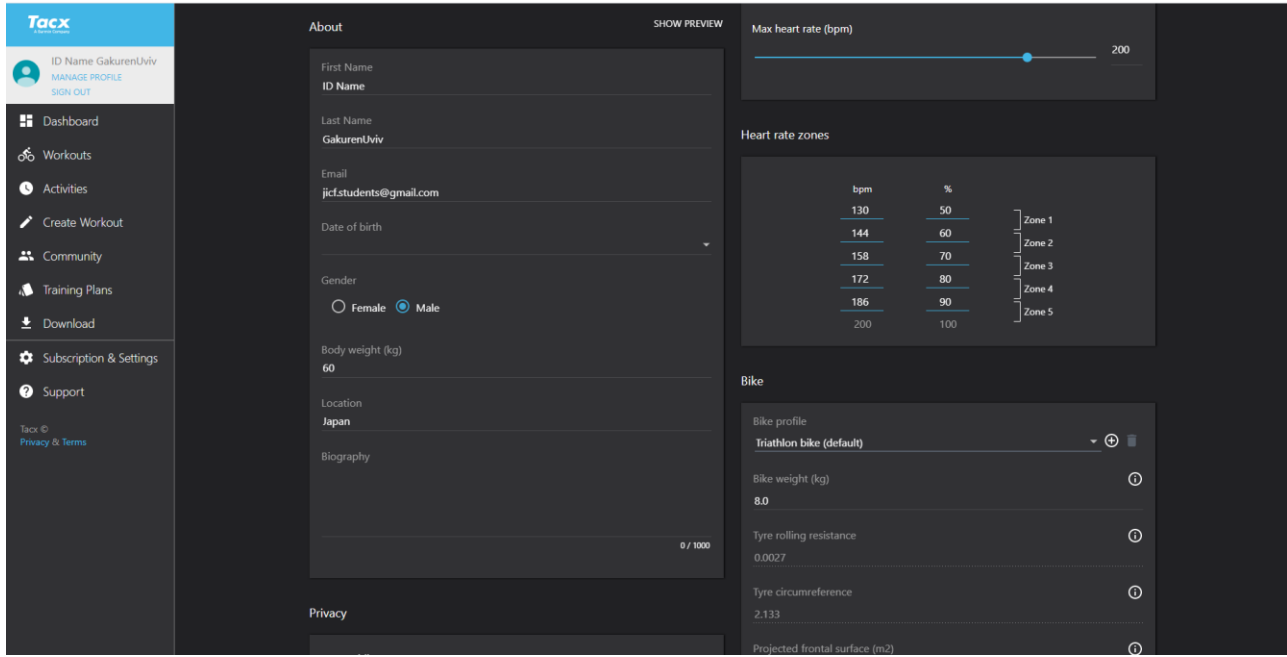 Tacx
A Garmin Company
ID Name GakurenUviv
MANAGE PROFILE
SIGN OUT
Dashboard
Workouts
Activities
Create Workout
Community
Training Plans
Download
Subscription & Settings
Support
Tacx ©
Privacy & Terms
About
SHOW PREVIEW
First Name
ID Name
Last Name
GakurenUviv
Email
jicf.students@gmail.com
Date of birth
Gender
Female
Male
Body weight (kg)
60
Location
Japan
Biography
0 / 1000
Privacy
Max heart rate (bpm)
200
Heart rate zones
bpm %
130 50
Zone 1
144 60
Zone 2
158 70
Zone 3
172 80
Zone 4
186 90
Zone 5
200 100
Bike
Bike profile
Triathlon bike (default)
Bike weight (kg)
8.0
Tyre rolling resistance
0.0027
Tyre circumreference
2.133
Projected frontal surface (m2)